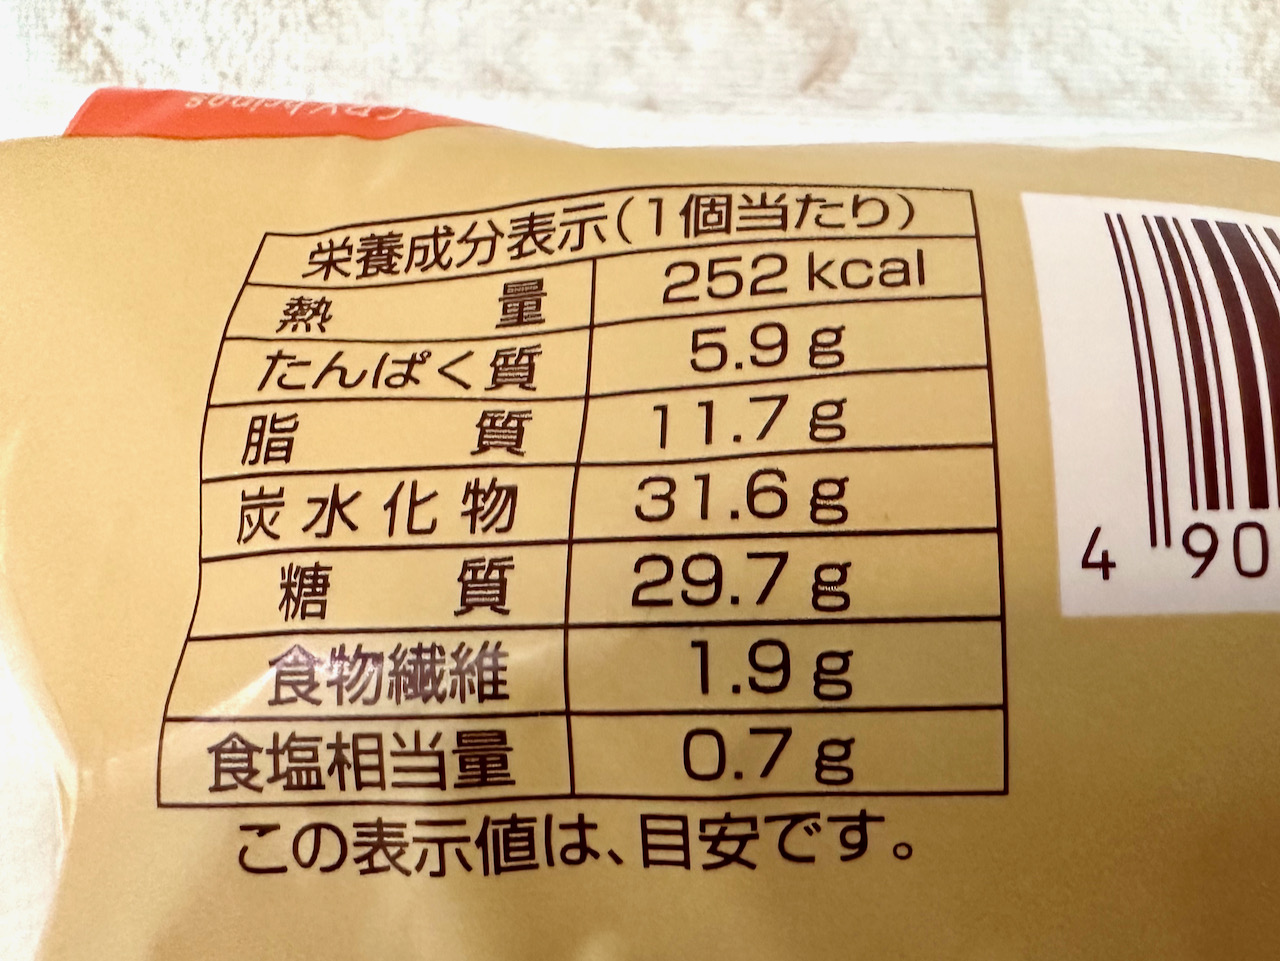 栄養成分表示(1個当たり)
熱量 252 kcal
たんぱく質 5.9 g
脂質 11.7 g
炭水化物 31.6 g
糖質 29.7 g
食物繊維 1.9 g
食塩相当量 0.7 g
この表示値は、目安です。
4 90